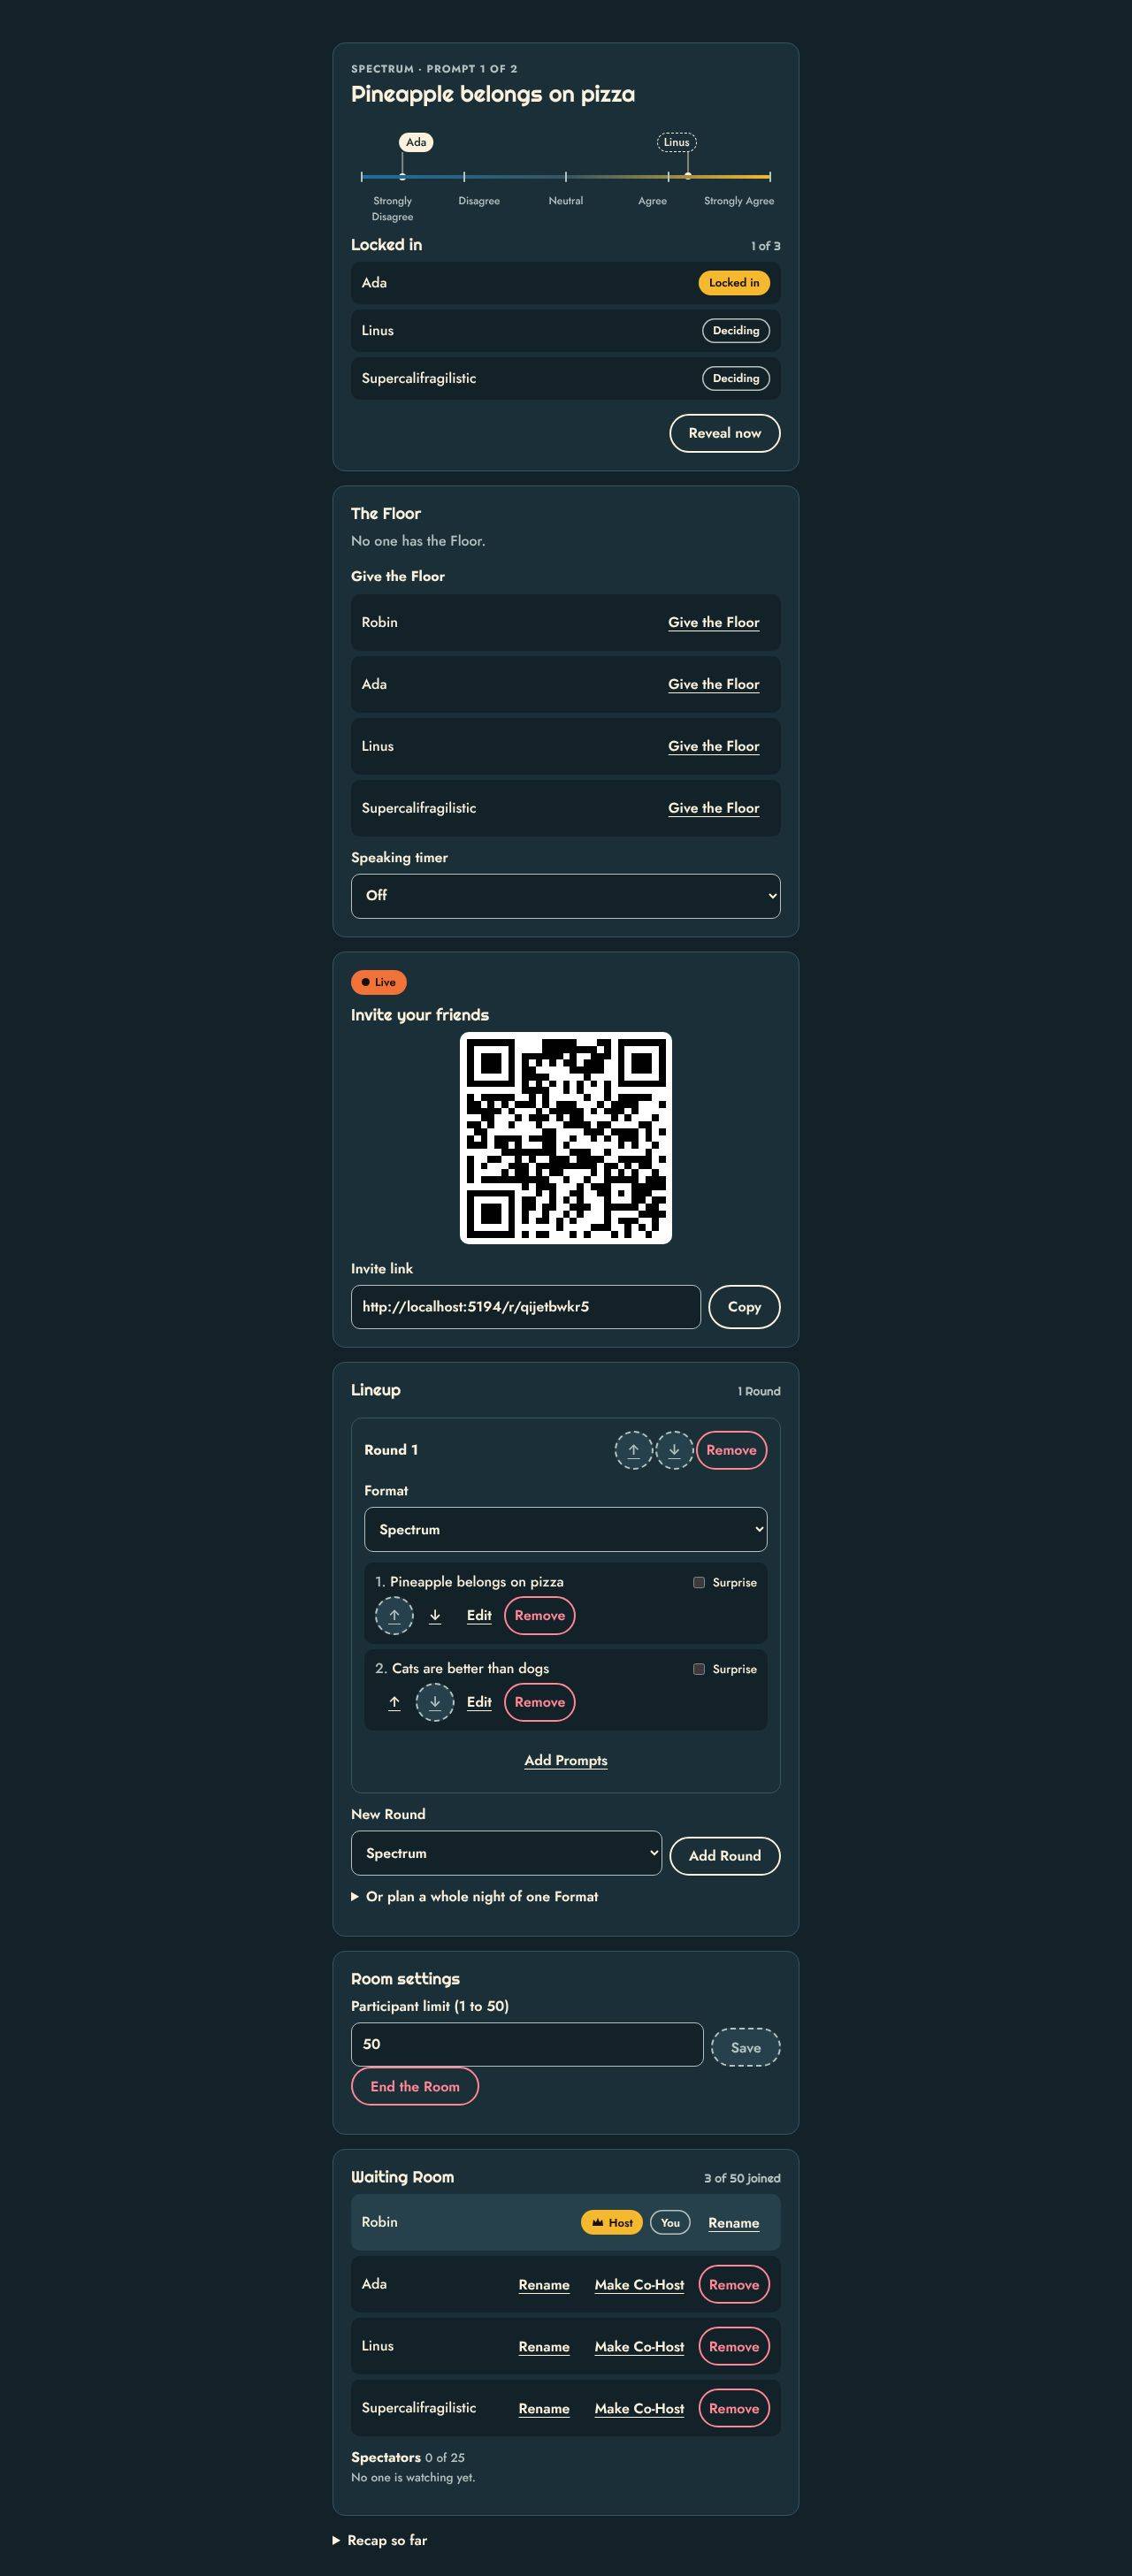 SPECTRUM · PROMPT 1 OF 2
Pineapple belongs on pizza
Ada
Linus
Strongly Disagree
Disagree
Neutral
Agree
Strongly Agree
Locked in
1 of 3
Ada
Locked in
Linus
Deciding
Supercalifragilistic
Deciding
Reveal now
The Floor
No one has the Floor.
Give the Floor
Robin
Give the Floor
Ada
Give the Floor
Linus
Give the Floor
Supercalifragilistic
Give the Floor
Speaking timer
Off
Live
Invite your friends
Invite link
http://localhost:5194/r/qijetbwkr5
Copy
Lineup
1 Round
Round 1
Remove
Format
Spectrum
1. Pineapple belongs on pizza
Surprise
Edit
Remove
2. Cats are better than dogs
Surprise
Edit
Remove
Add Prompts
New Round
Spectrum
Add Round
Or plan a whole night of one Format
Room settings
Participant limit (1 to 50)
50
Save
End the Room
Waiting Room
3 of 50 joined
Robin
Host
You
Rename
Ada
Rename
Make Co-Host
Remove
Linus
Rename
Make Co-Host
Remove
Supercalifragilistic
Rename
Make Co-Host
Remove
Spectators 0 of 25
No one is watching yet.
Recap so far